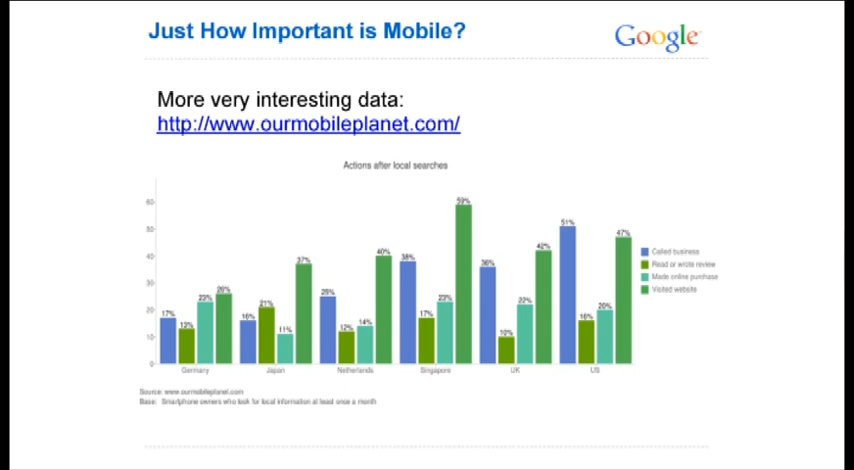 Just How Important is Mobile?
Google
More very interesting data:
http://www.ourmobileplanet.com/
Actions after local searches
60
59%
50
51%
47%
40
40%
42%
38%
37%
36%
30
26%
25%
23%
23%
22%
20
21%
20%
17%
16%
17%
16%
13%
14%
12%
11%
10
10%
0
Germany
Japan
Netherlands
Singapore
UK
US
Called business
Read or wrote review
Made online purchase
Visited website
Source: www.ourmobileplanet.com
Base: Smartphone owners who look for local information at least once a month